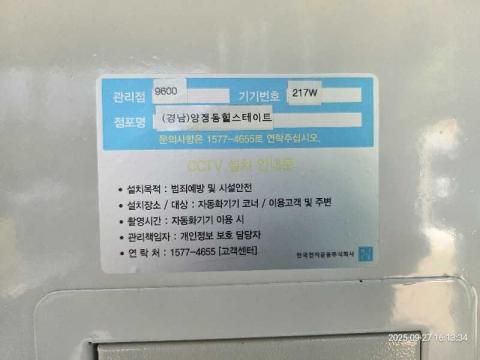 관리점 9600 기기번호 217W
점포명 (경남)양정동힐스테이트
문의사항은 1577-4655로 연락주십시오.
CCTV 설치 안내문
• 설치목적 : 범죄예방 및 시설안전
• 설치장소 / 대상 : 자동화기기 코너 / 이용고객 및 주변
• 촬영시간 : 자동화기기 이용 시
• 관리책임자 : 개인정보 보호 담당자
• 연 락 처 : 1577-4655 [고객센터]
한국전자금융주식회사
2025-09-27 16:13:34